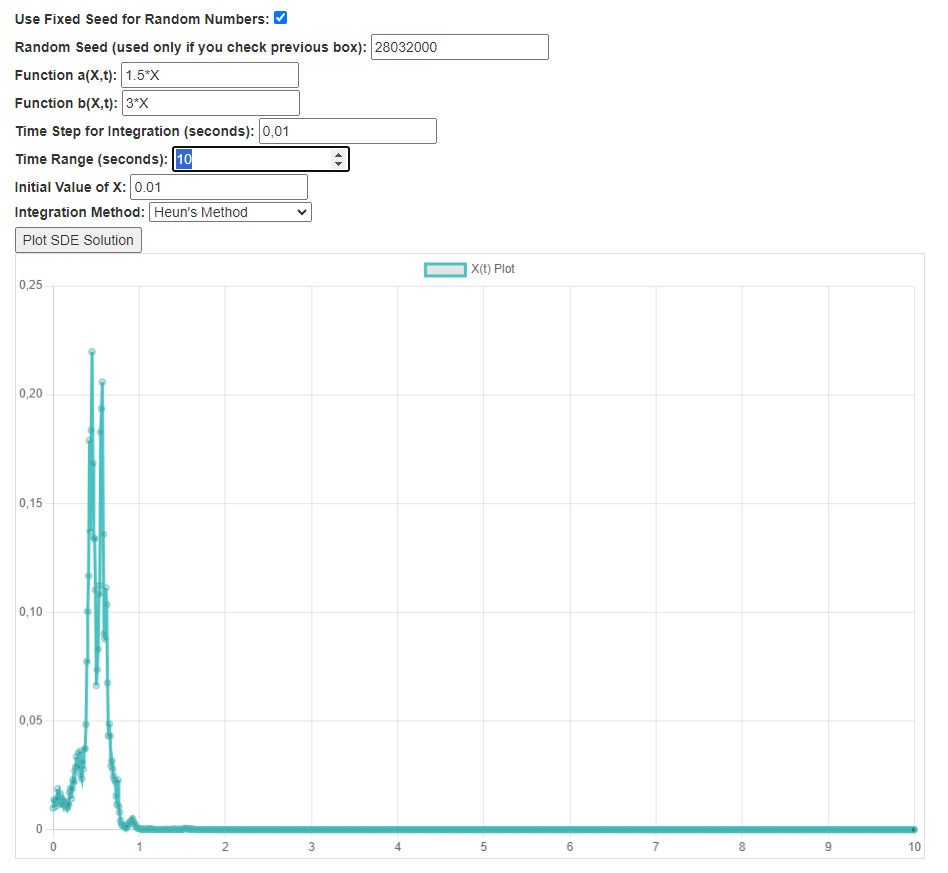 Use Fixed Seed for Random Numbers:
Random Seed (used only if you check previous box): 28032000
Function a(X,t): 1.5*X
Function b(X,t): 3*X
Time Step for Integration (seconds): 0,01
Time Range (seconds): 10
Initial Value of X: 0.01
Integration Method: Heun's Method
Plot SDE Solution
X(t) Plot
0,25
0,20
0,15
0,10
0,05
0
0 1 2 3 4 5 6 7 8 9 10